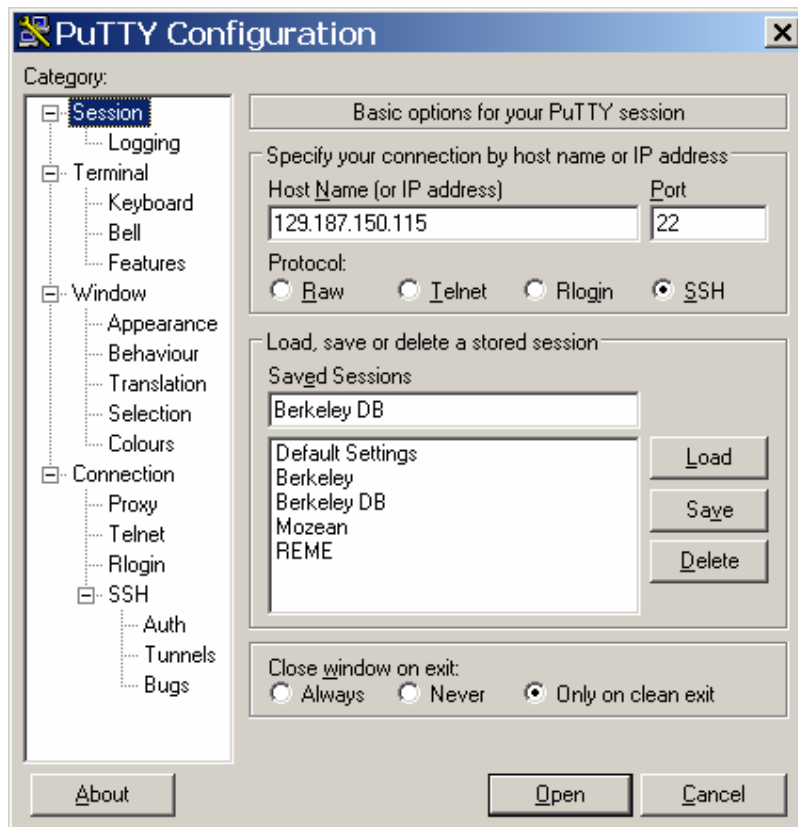 PuTTY Configuration
Category:
Session
Logging
Terminal
Keyboard
Bell
Features
Window
Appearance
Behaviour
Translation
Selection
Colours
Connection
Proxy
Telnet
Rlogin
SSH
Auth
Tunnels
Bugs
Basic options for your PuTTY session
Specify your connection by host name or IP address
Host Name (or IP address) Port
129.187.150.115 22
Protocol:
Raw Telnet Rlogin SSH
Load, save or delete a stored session
Saved Sessions
Berkeley DB
Default Settings
Berkeley
Berkeley DB
Mozean
REME
Load
Save
Delete
Close window on exit:
Always Never Only on clean exit
About Open Cancel